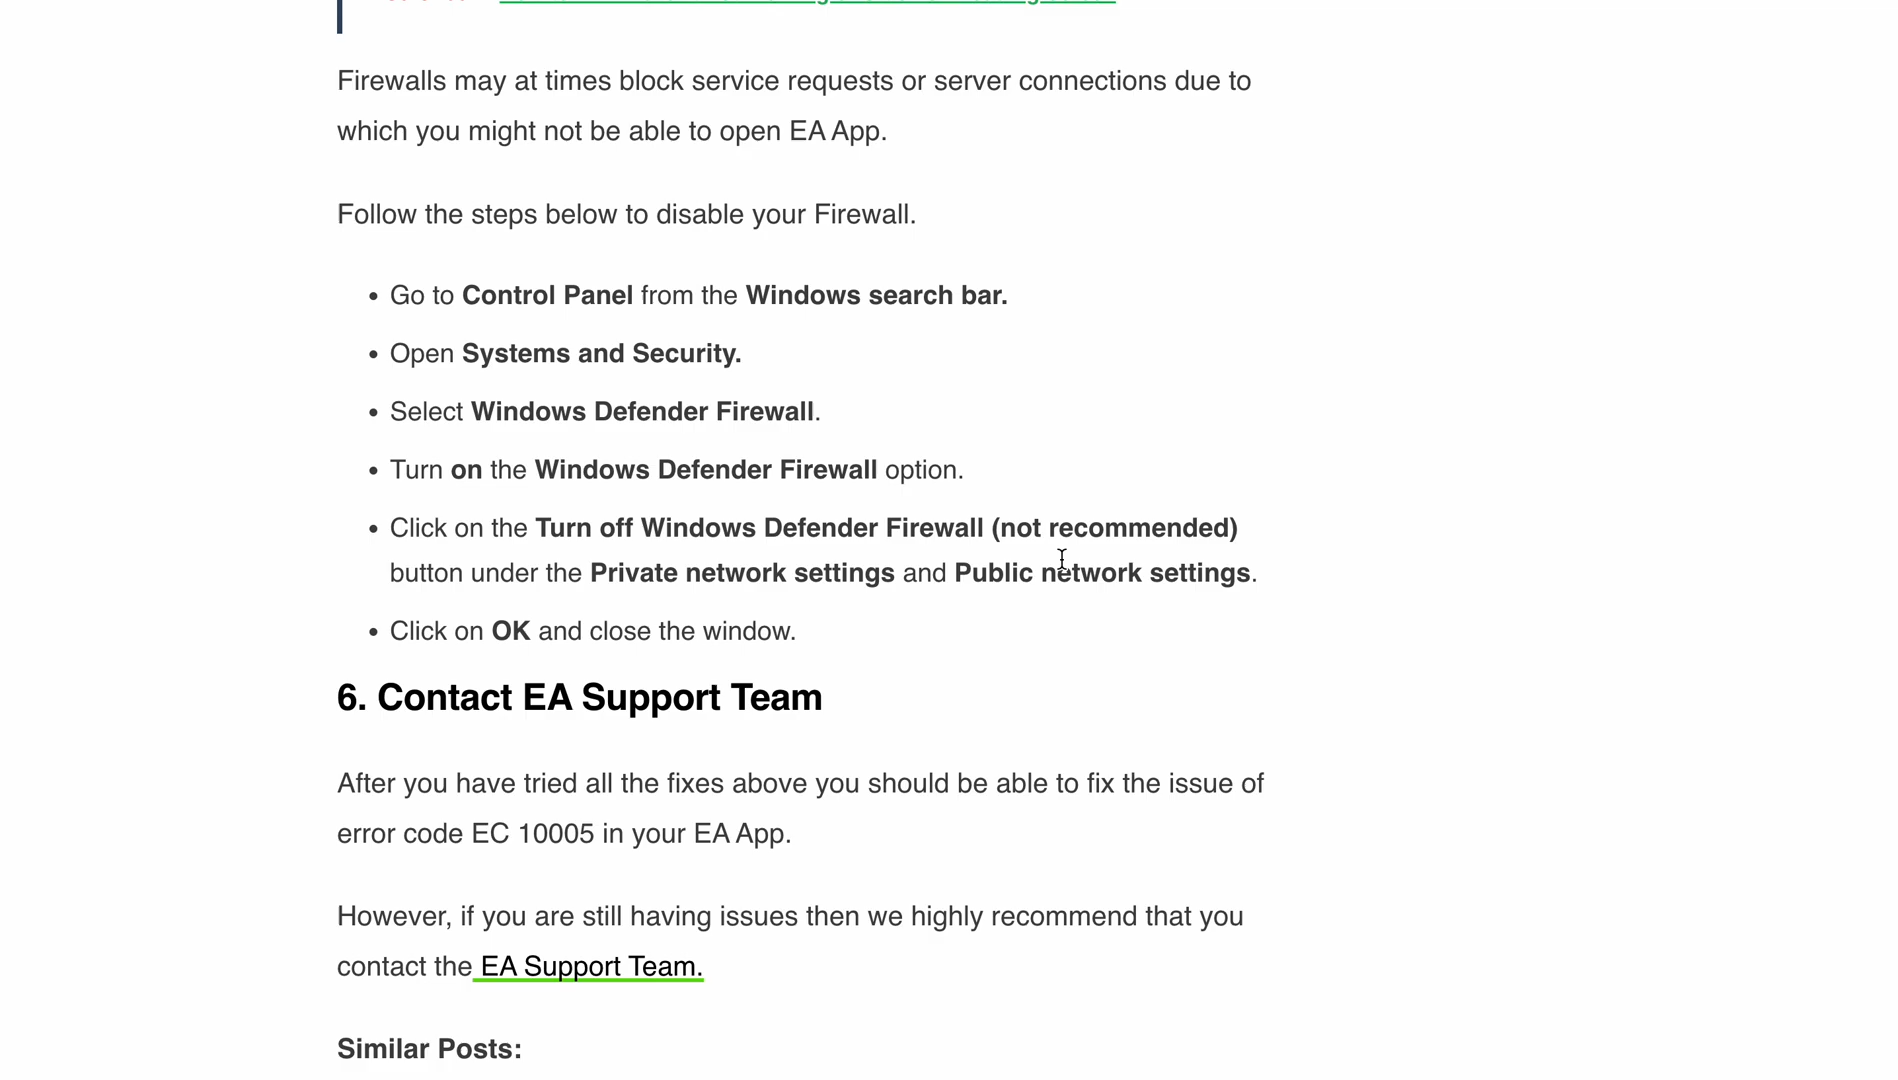 Firewalls may at times block service requests or server connections due to
which you might not be able to open EA App.
Follow the steps below to disable your Firewall.
• Go to Control Panel from the Windows search bar.
• Open Systems and Security.
• Select Windows Defender Firewall.
• Turn on the Windows Defender Firewall option.
• Click on the Turn off Windows Defender Firewall (not recommended)
button under the Private network settings and Public network settings.
• Click on OK and close the window.
6. Contact EA Support Team
After you have tried all the fixes above you should be able to fix the issue of
error code EC 10005 in your EA App.
However, if you are still having issues then we highly recommend that you
contact the EA Support Team.
Similar Posts: